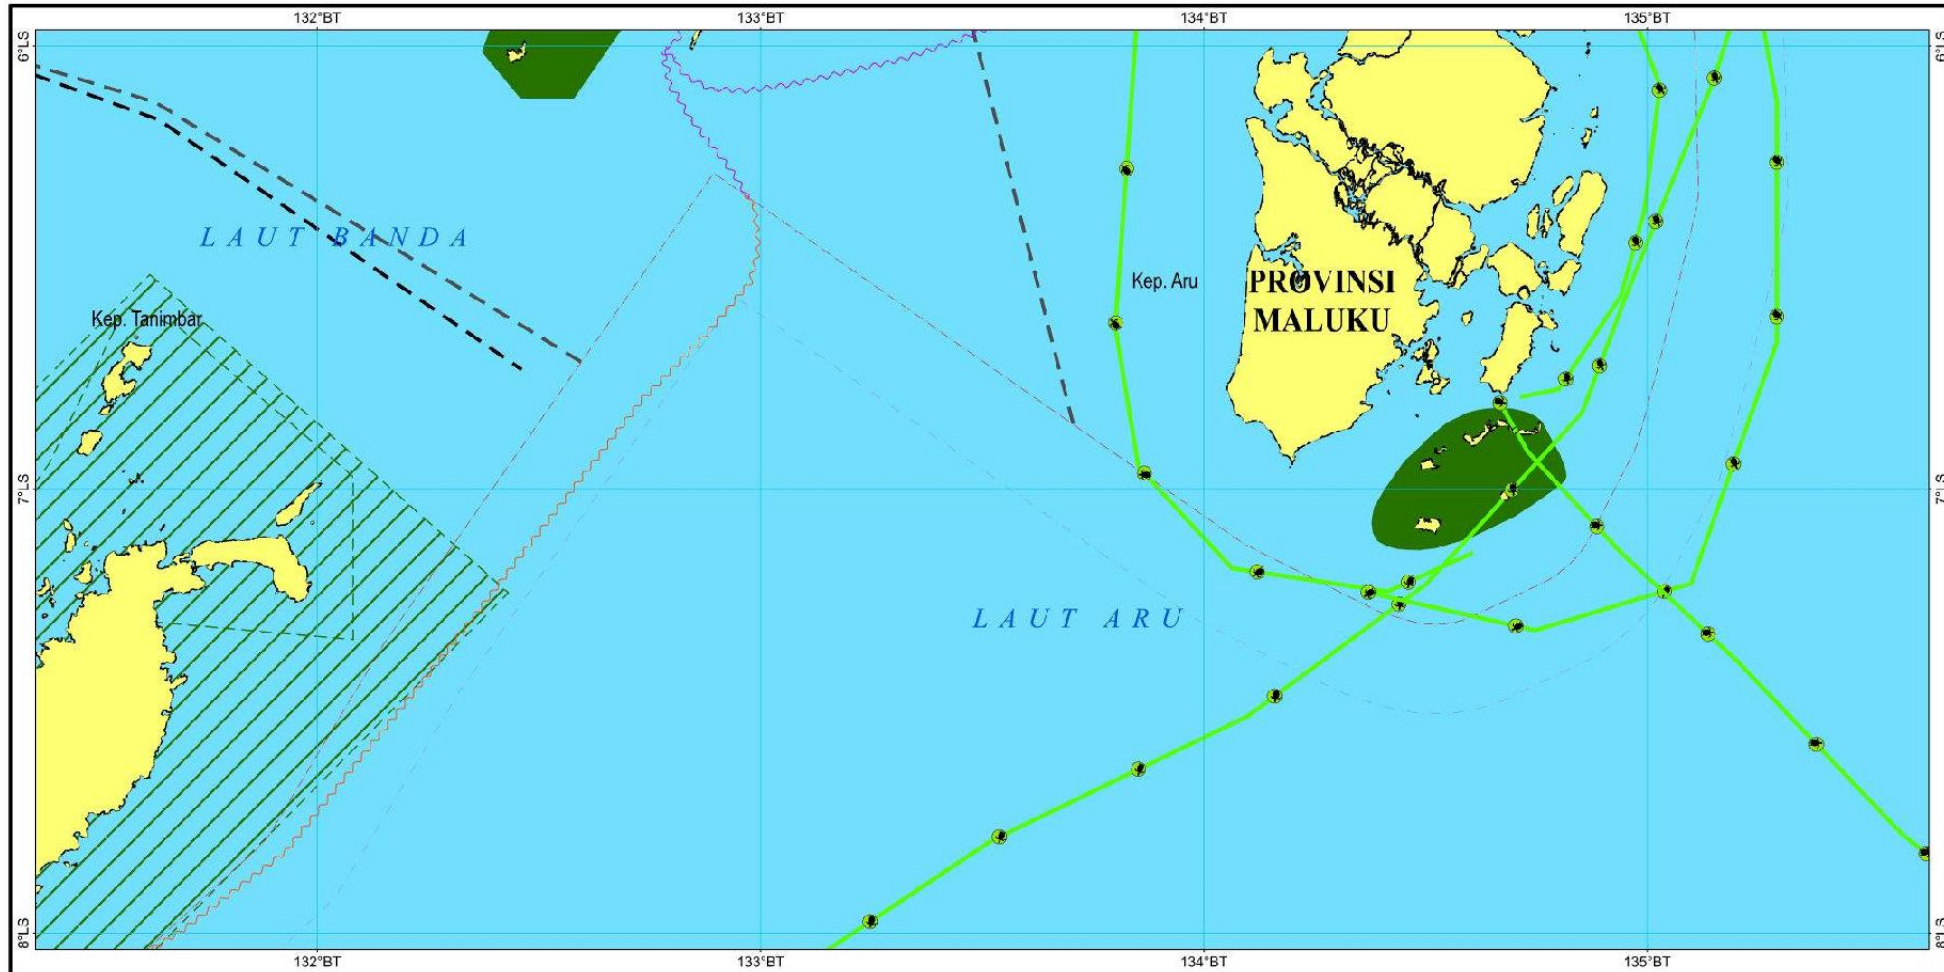 132°BT
133°BT
134°BT
135°BT
6°LS
6°LS
LAUT BANDA
Kep. Aru
PROVINSI
MALUKU
Kep. Tanimbar
7°LS
7°LS
LAUT ARU
8°LS
8°LS
132°BT
133°BT
134°BT
135°BT